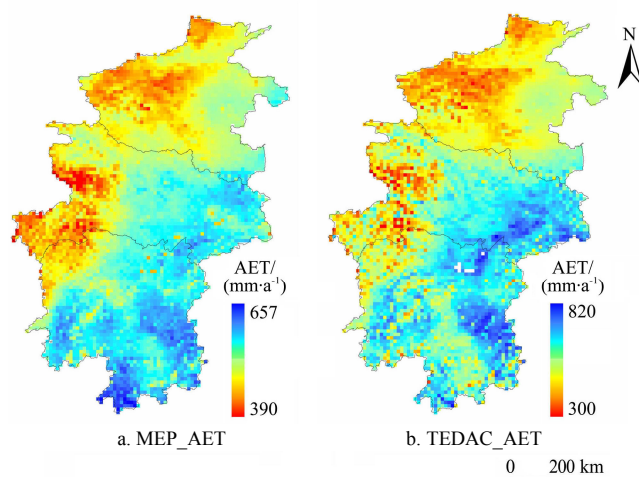 N
AET/
(mm·a⁻¹)
657
390
a. MEP_AET
AET/
(mm·a⁻¹)
820
300
b. TEDAC_AET
0 200 km